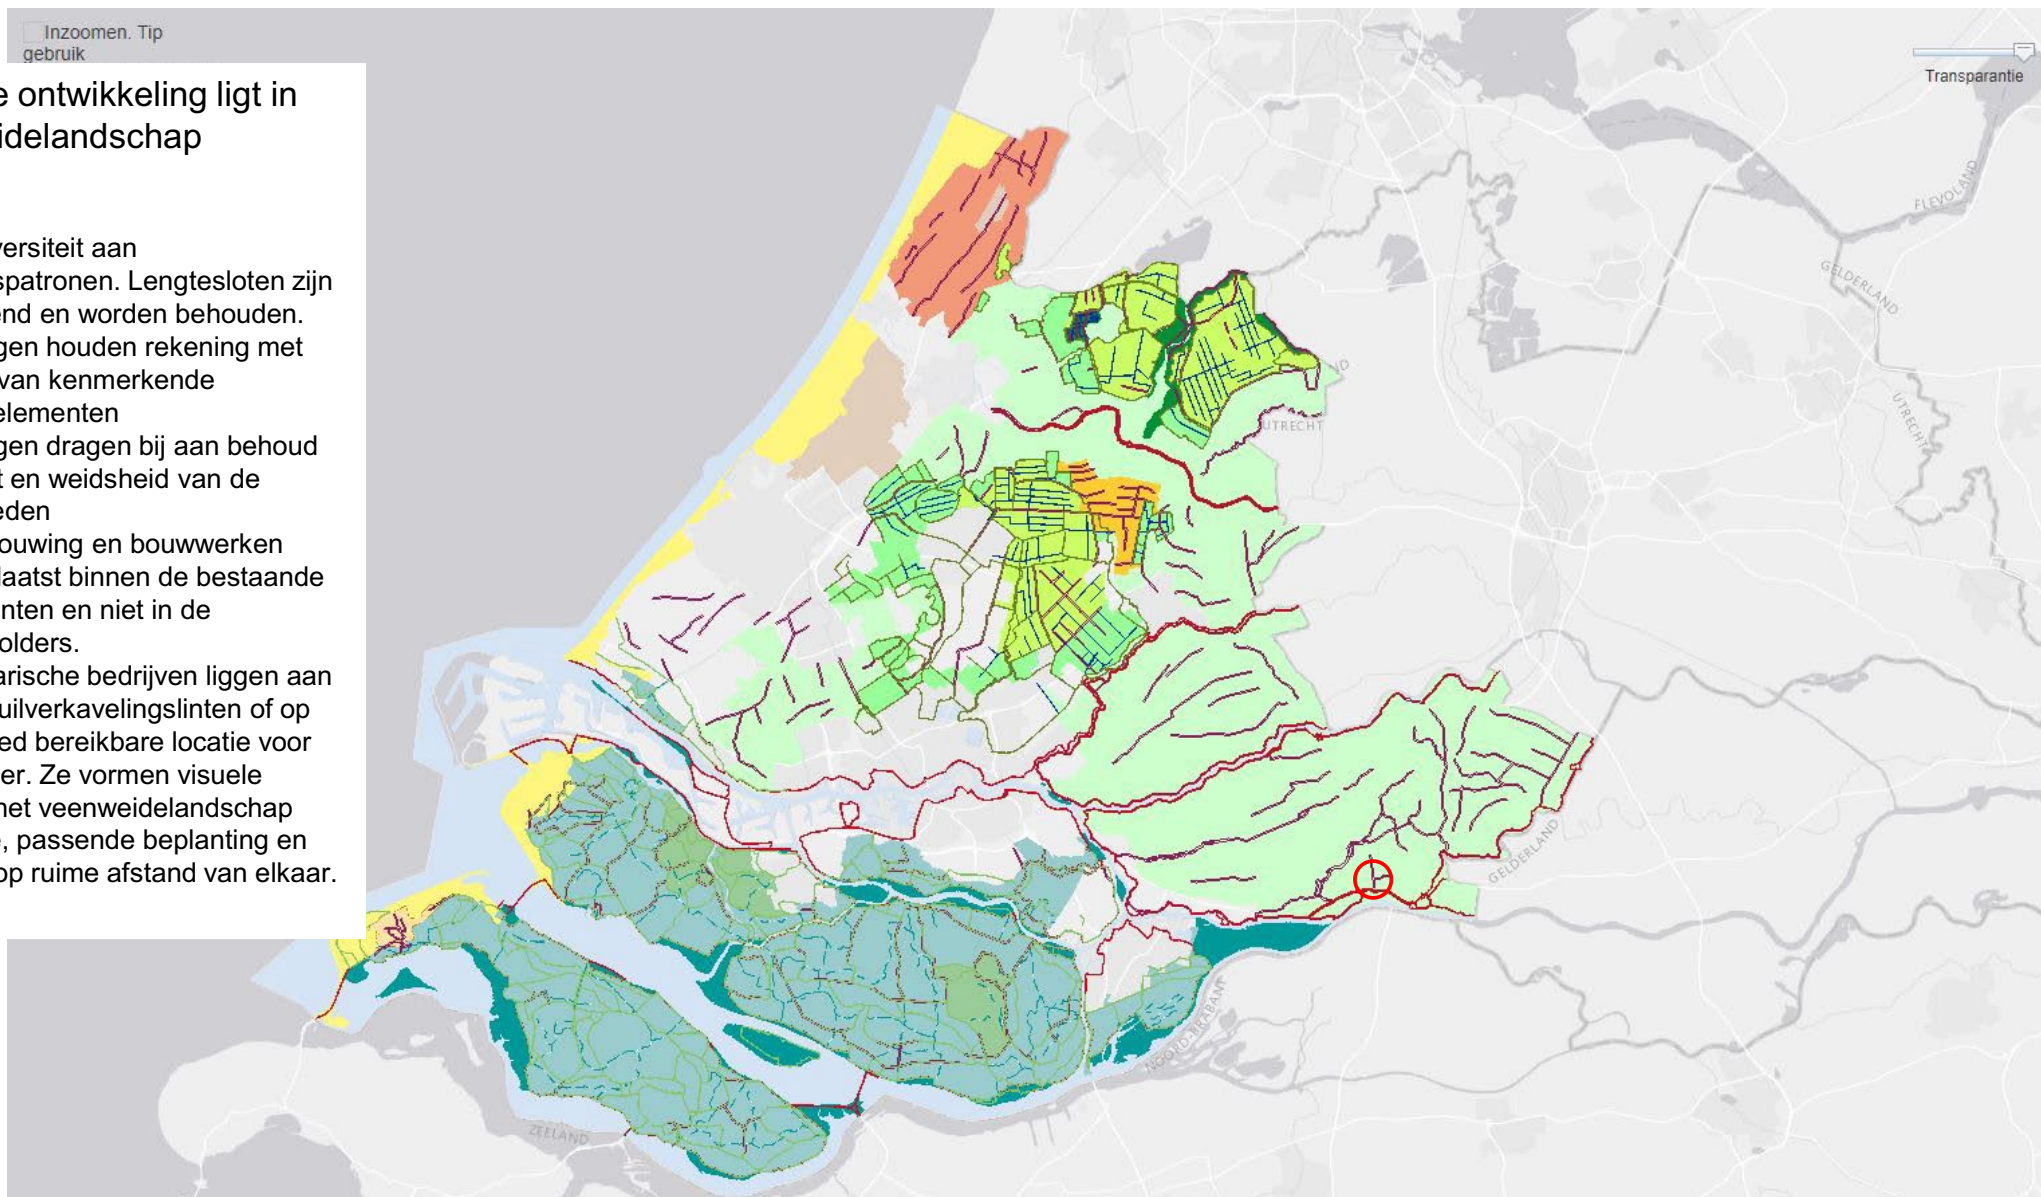 Inzoomen. Tip
gebruik
Transparantie
e ontwikkeling ligt in
idelandschap
ersiteit aan
spatronen. Lengtesloten zijn
end en worden behouden.
gen houden rekening met
van kenmerkende
elementen
gen dragen bij aan behoud
t en weidsheid van de
eden
ouwing en bouwwerken
laatst binnen de bestaande
nten en niet in de
olders.
arische bedrijven liggen aan
uilverkavelingslinten of op
ed bereikbare locatie voor
er. Ze vormen visuele
net veenweidelandschap
e, passende beplanting en
op ruime afstand van elkaar.
FLEVOLAND
GELDERLAND
ND
UTRECHT
UTRECHT
GELDERLAND
NOORD-BRABANT
ZEELAND